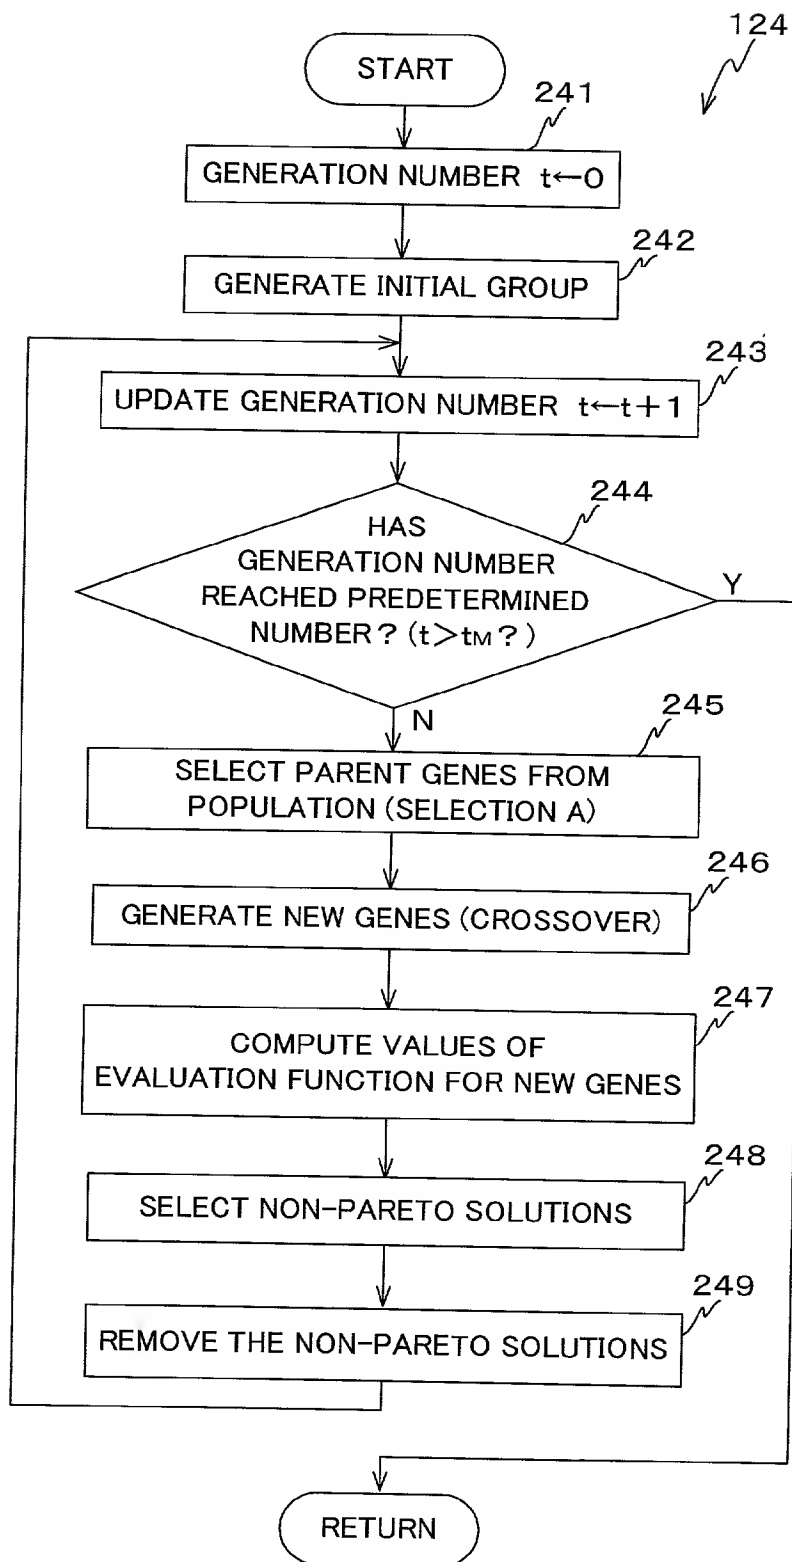 124
START
241
GENERATION NUMBER t←0
242
GENERATE INITIAL GROUP
243
UPDATE GENERATION NUMBER t←t+1
244
HAS
GENERATION NUMBER
REACHED PREDETERMINED
NUMBER? (t>tM?)
Y
N
245
SELECT PARENT GENES FROM
POPULATION (SELECTION A)
246
GENERATE NEW GENES (CROSSOVER)
247
COMPUTE VALUES OF
EVALUATION FUNCTION FOR NEW GENES
248
SELECT NON-PARETO SOLUTIONS
249
REMOVE THE NON-PARETO SOLUTIONS
RETURN